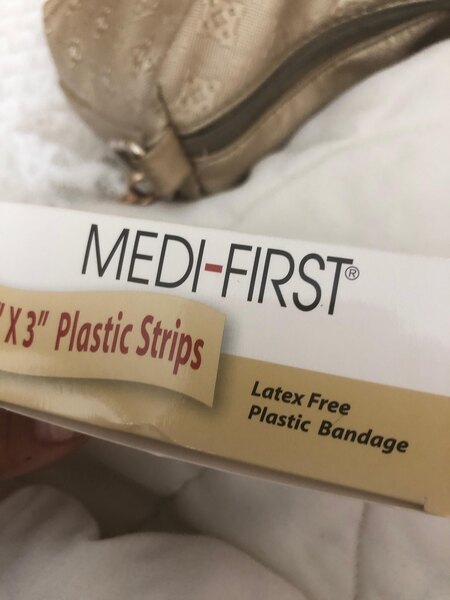 MEDI-FIRST®
" X 3" Plastic Strips
Latex Free
Plastic Bandage